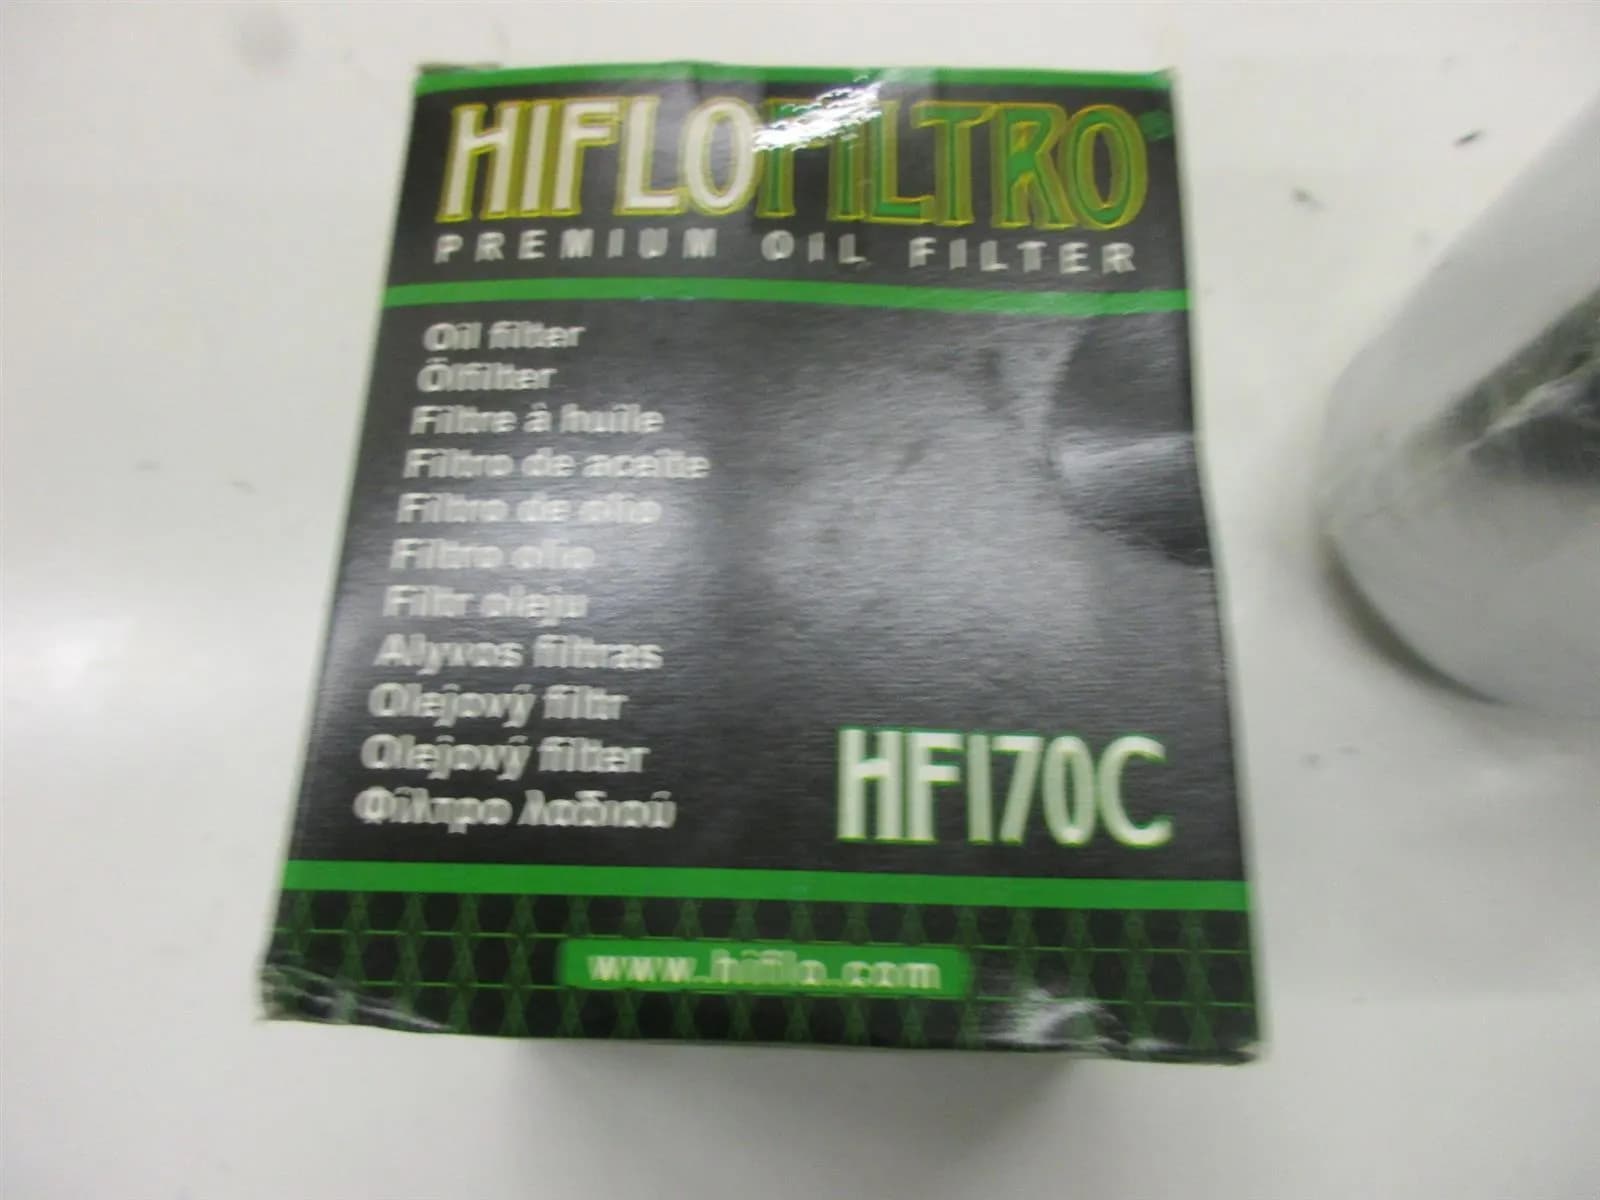 HIFLOFILTRO
PREMIUM OIL FILTER
Oil filter
Ölfilter
Filtre à huile
Filtro de aceite
Filtro de olio
Filtro olio
Filtr oleju
Alyvos filtras
Olejový filtr
Olejový filter
Φίλτρο λαδιού
HF170C
www.hiflo.com